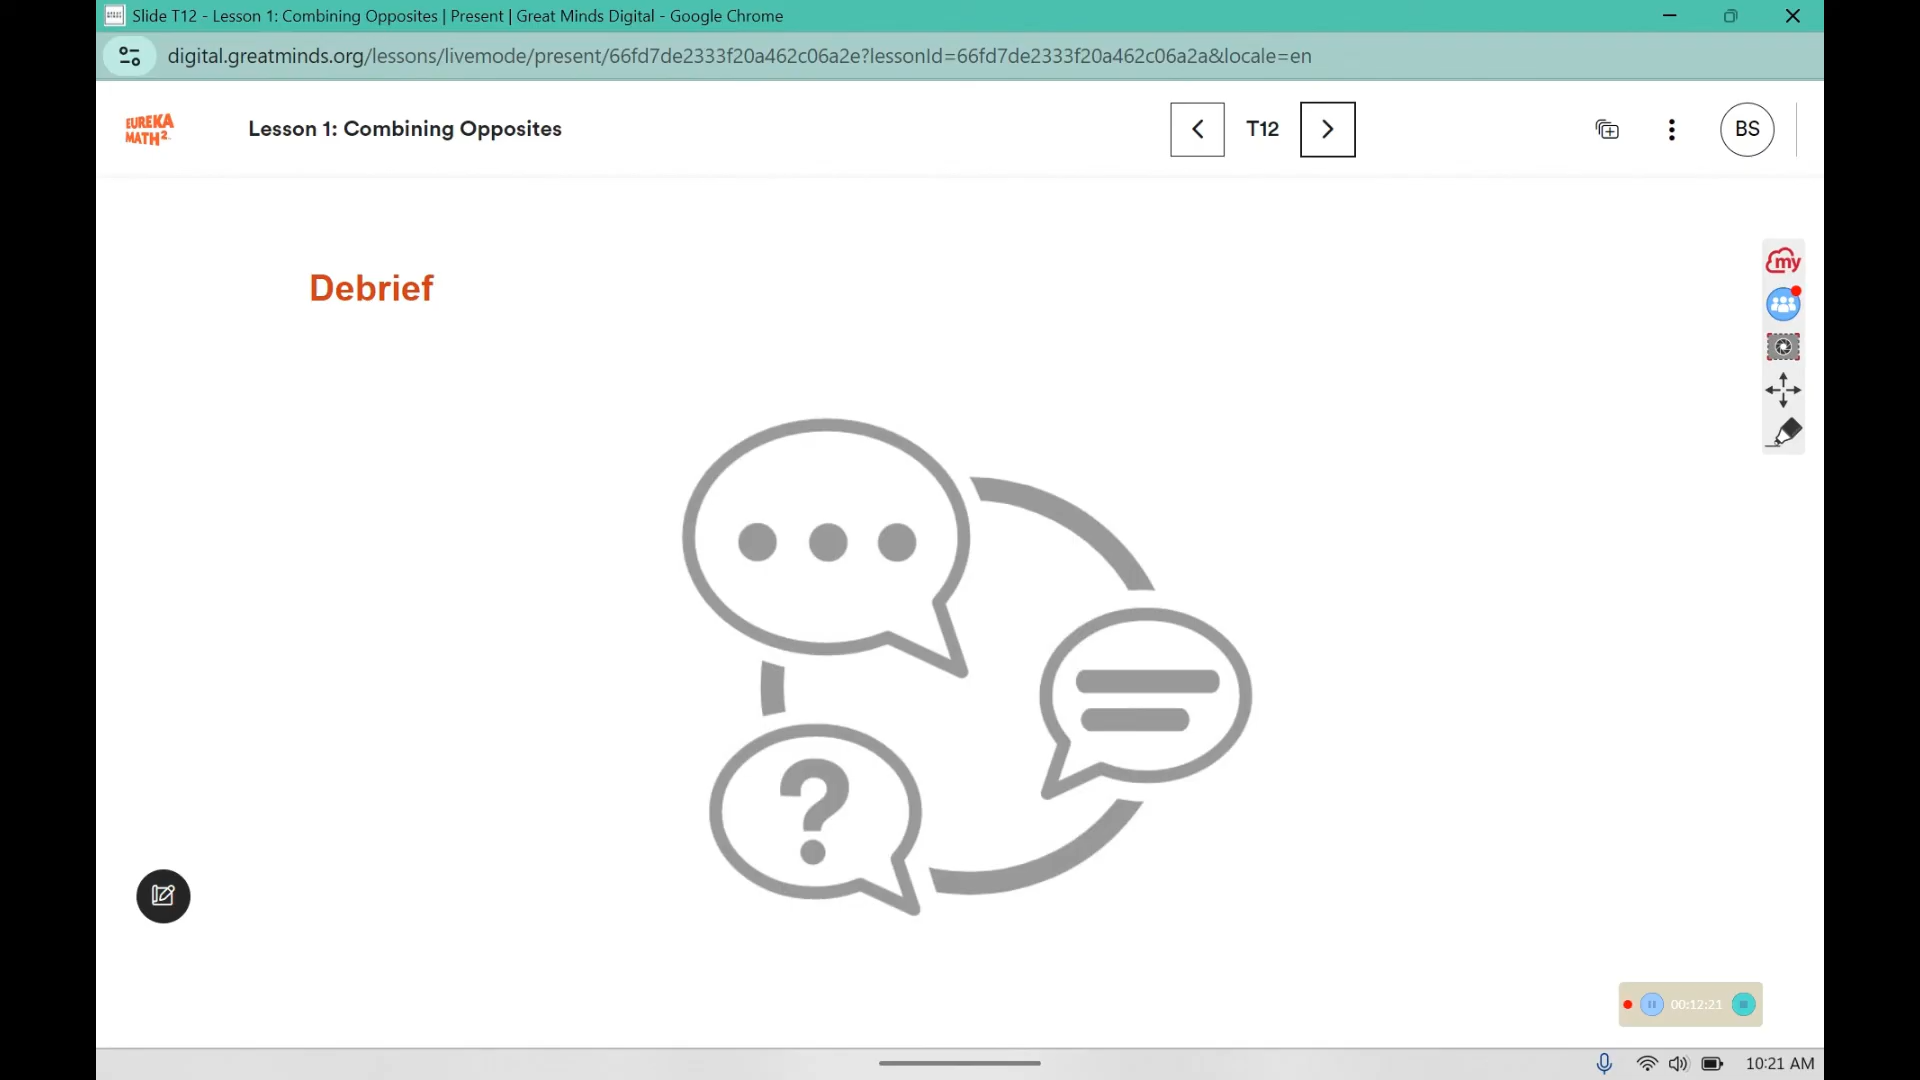 Slide T12 - Lesson 1: Combining Opposites | Present | Great Minds Digital - Google Chrome
digital.greatminds.org/lessons/livemode/present/66fd7de2333f20a462c06a2e?lessonId=66fd7de2333f20a462c06a2a&locale=en
EUREKA
MATH²
Lesson 1: Combining Opposites
T12
BS
my
Debrief
?
00:12:21
10:21 AM